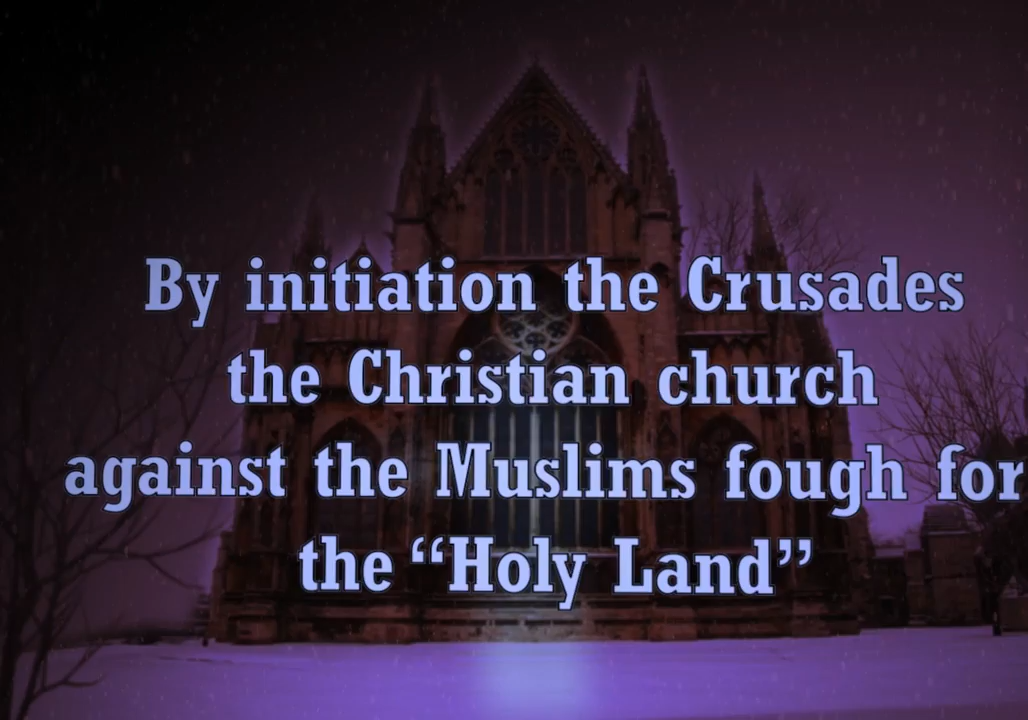 By initiation the Crusades
the Christian church
against the Muslims fough for
the “Holy Land”